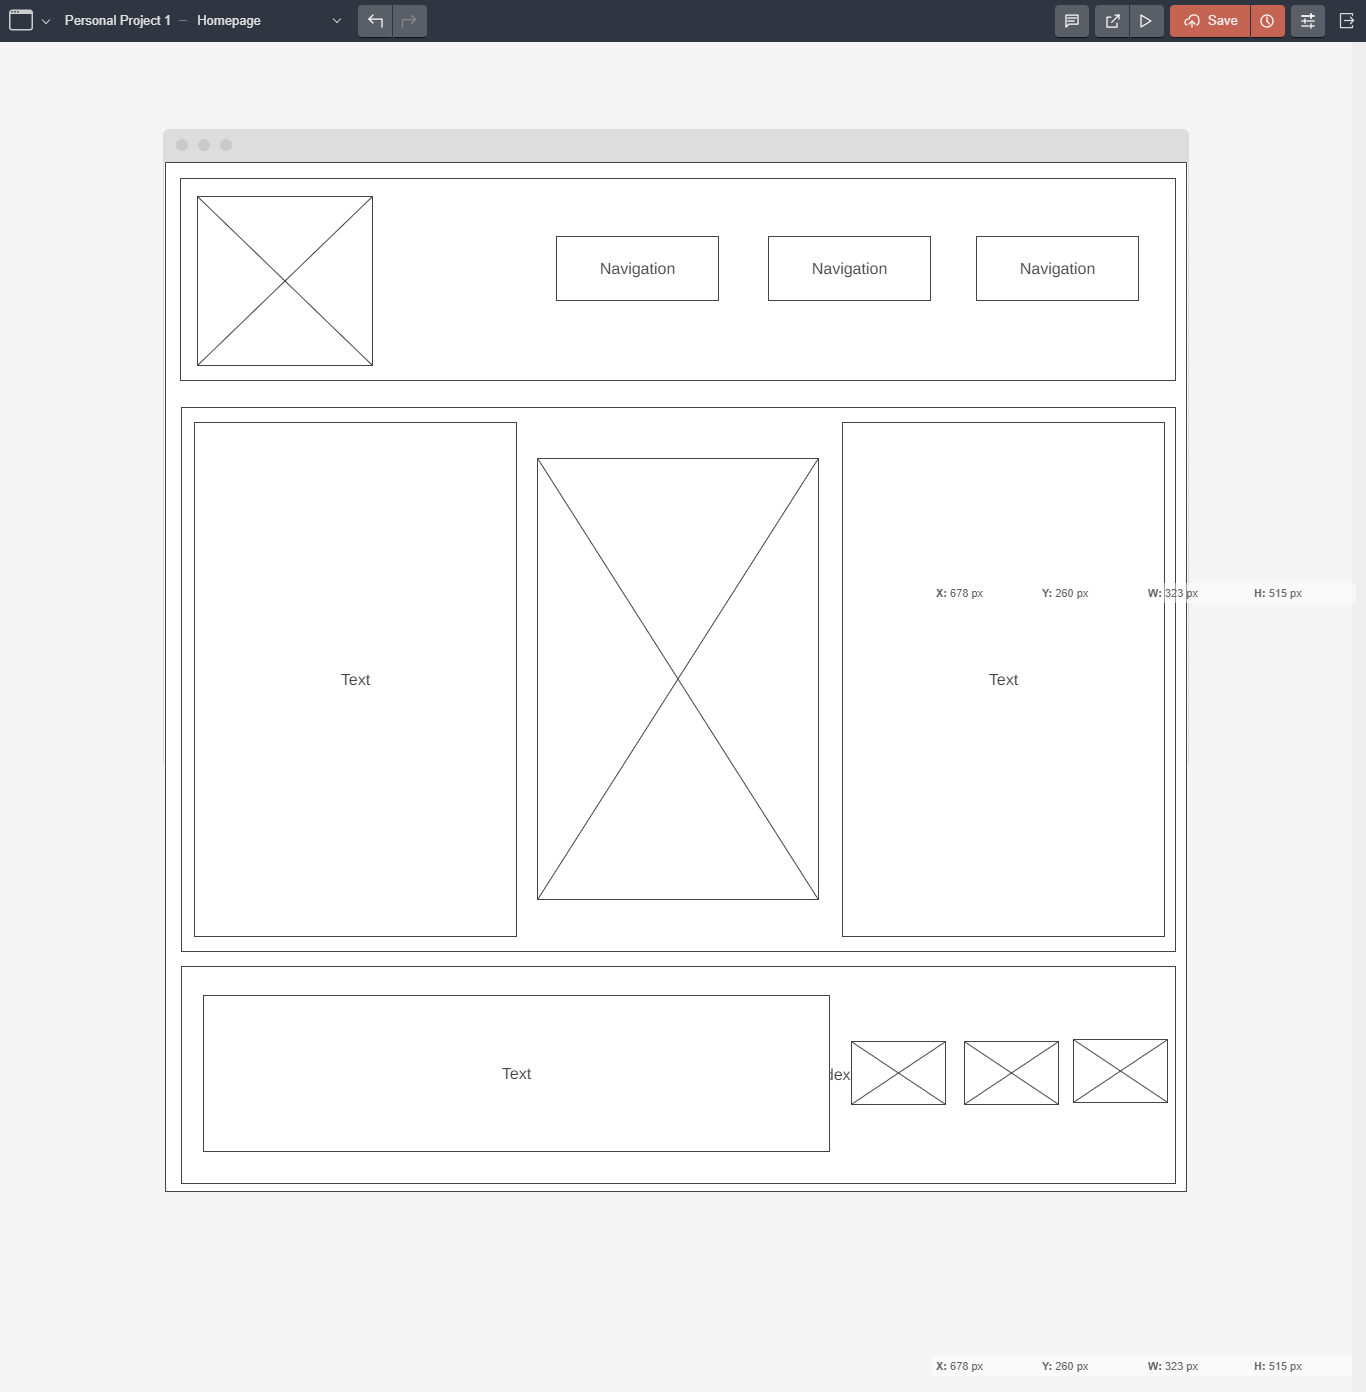 Personal Project 1 — Homepage
Save
Navigation
Navigation
Navigation
X: 678 px Y: 260 px W: 323 px H: 515 px
Text
Text
Text
dex
X: 678 px Y: 260 px W: 323 px H: 515 px